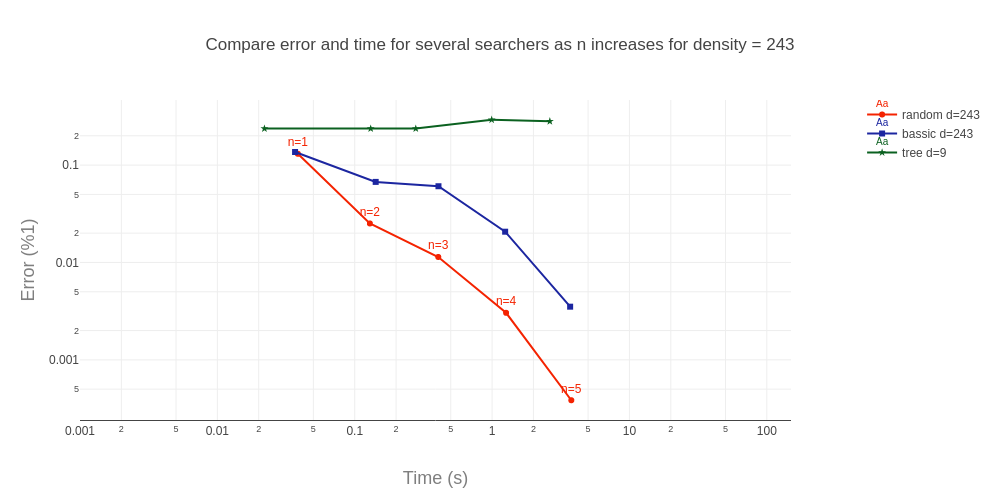 Compare error and time for several searchers as n increases for density = 243
Aa
random d=243
Aa
bassic d=243
Aa
tree d=9
2
0.1
5
2
0.01
5
2
0.001
5
n=1
n=2
n=3
n=4
n=5
Error (%1)
0.001 2 5 0.01 2 5 0.1 2 5 1 2 5 10 2 5 100
Time (s)